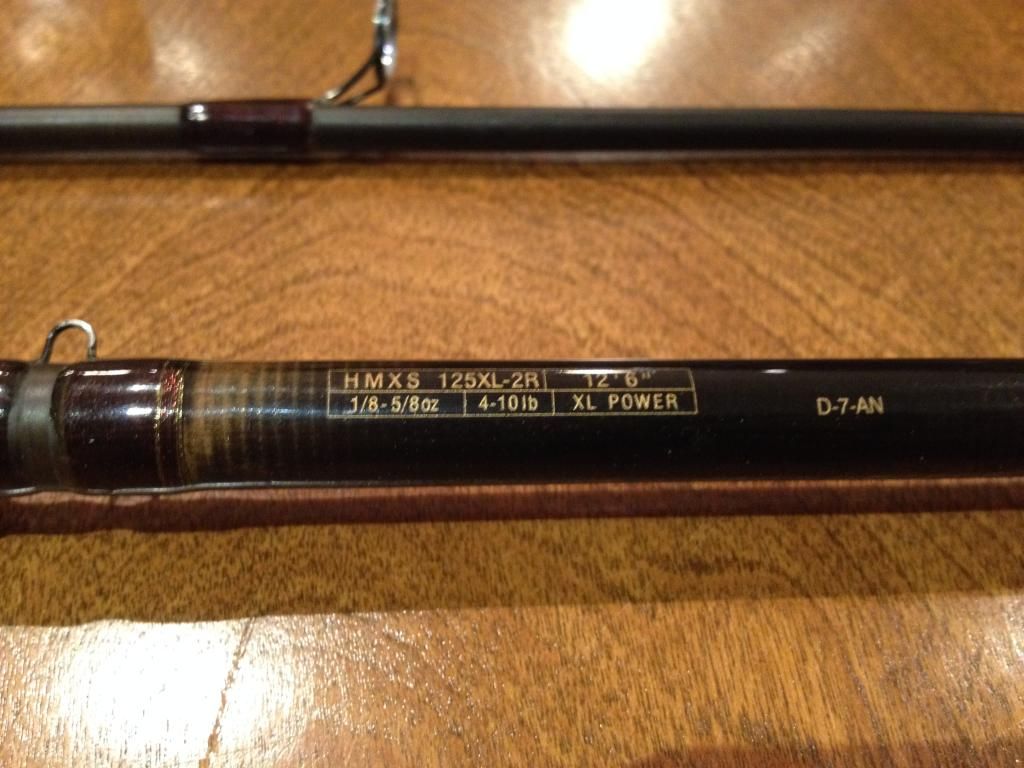 HMXS 125XL-2R 12'6"
1/8-5/8oz 4-10lb XL POWER
D-7-AN